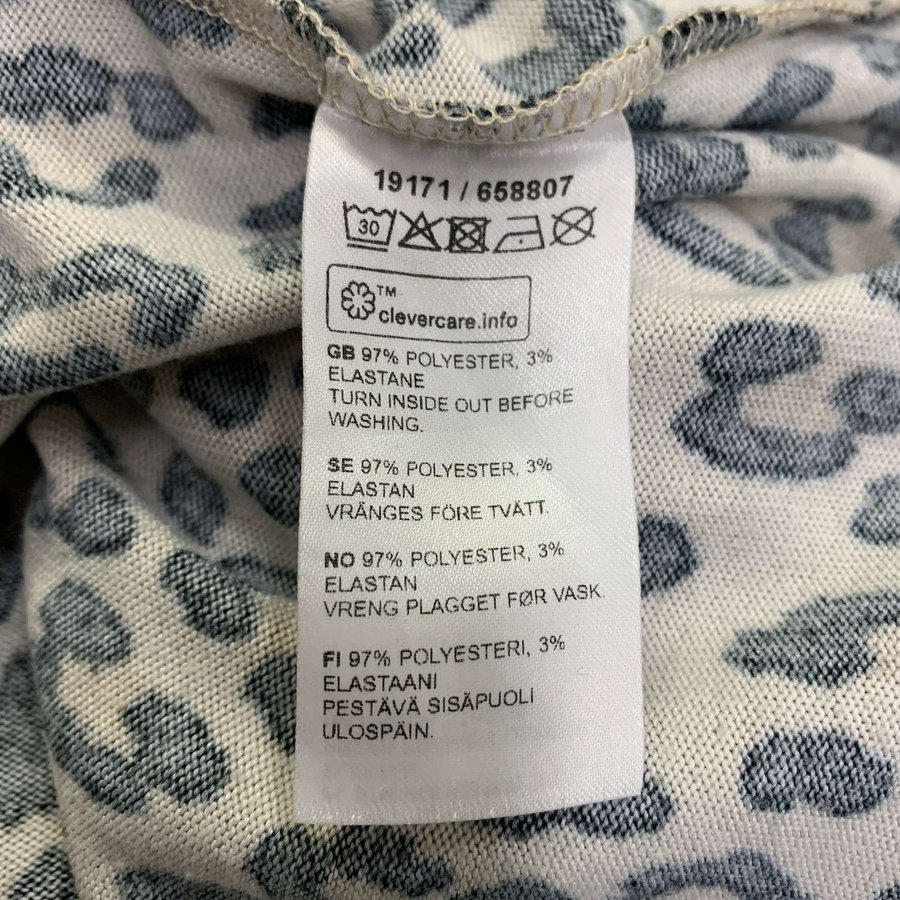 19171 / 658807
30
TM
clevercare.info
GB 97% POLYESTER, 3%
ELASTANE
TURN INSIDE OUT BEFORE
WASHING.
SE 97% POLYESTER, 3%
ELASTAN
VRÄNGES FÖRE TVÄTT.
NO 97% POLYESTER, 3%
ELASTAN
VRENG PLAGGET FØR VASK.
FI 97% POLYESTERI, 3%
ELASTAANI
PESTÄVÄ SISÄPUOLI
ULOSPÄIN.